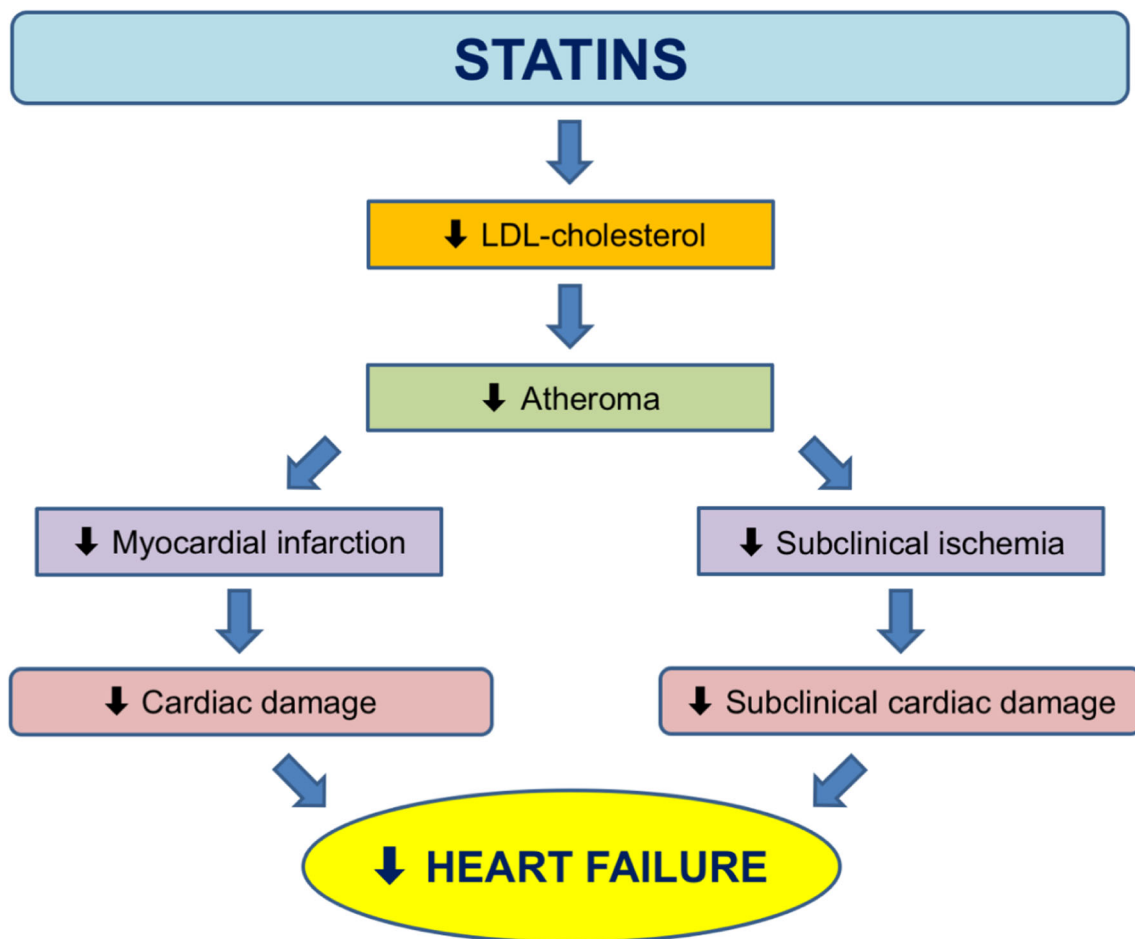 STATINS
⬇ LDL-cholesterol
⬇ Atheroma
⬇ Myocardial infarction
⬇ Subclinical ischemia
⬇ Cardiac damage
⬇ Subclinical cardiac damage
⬇ HEART FAILURE